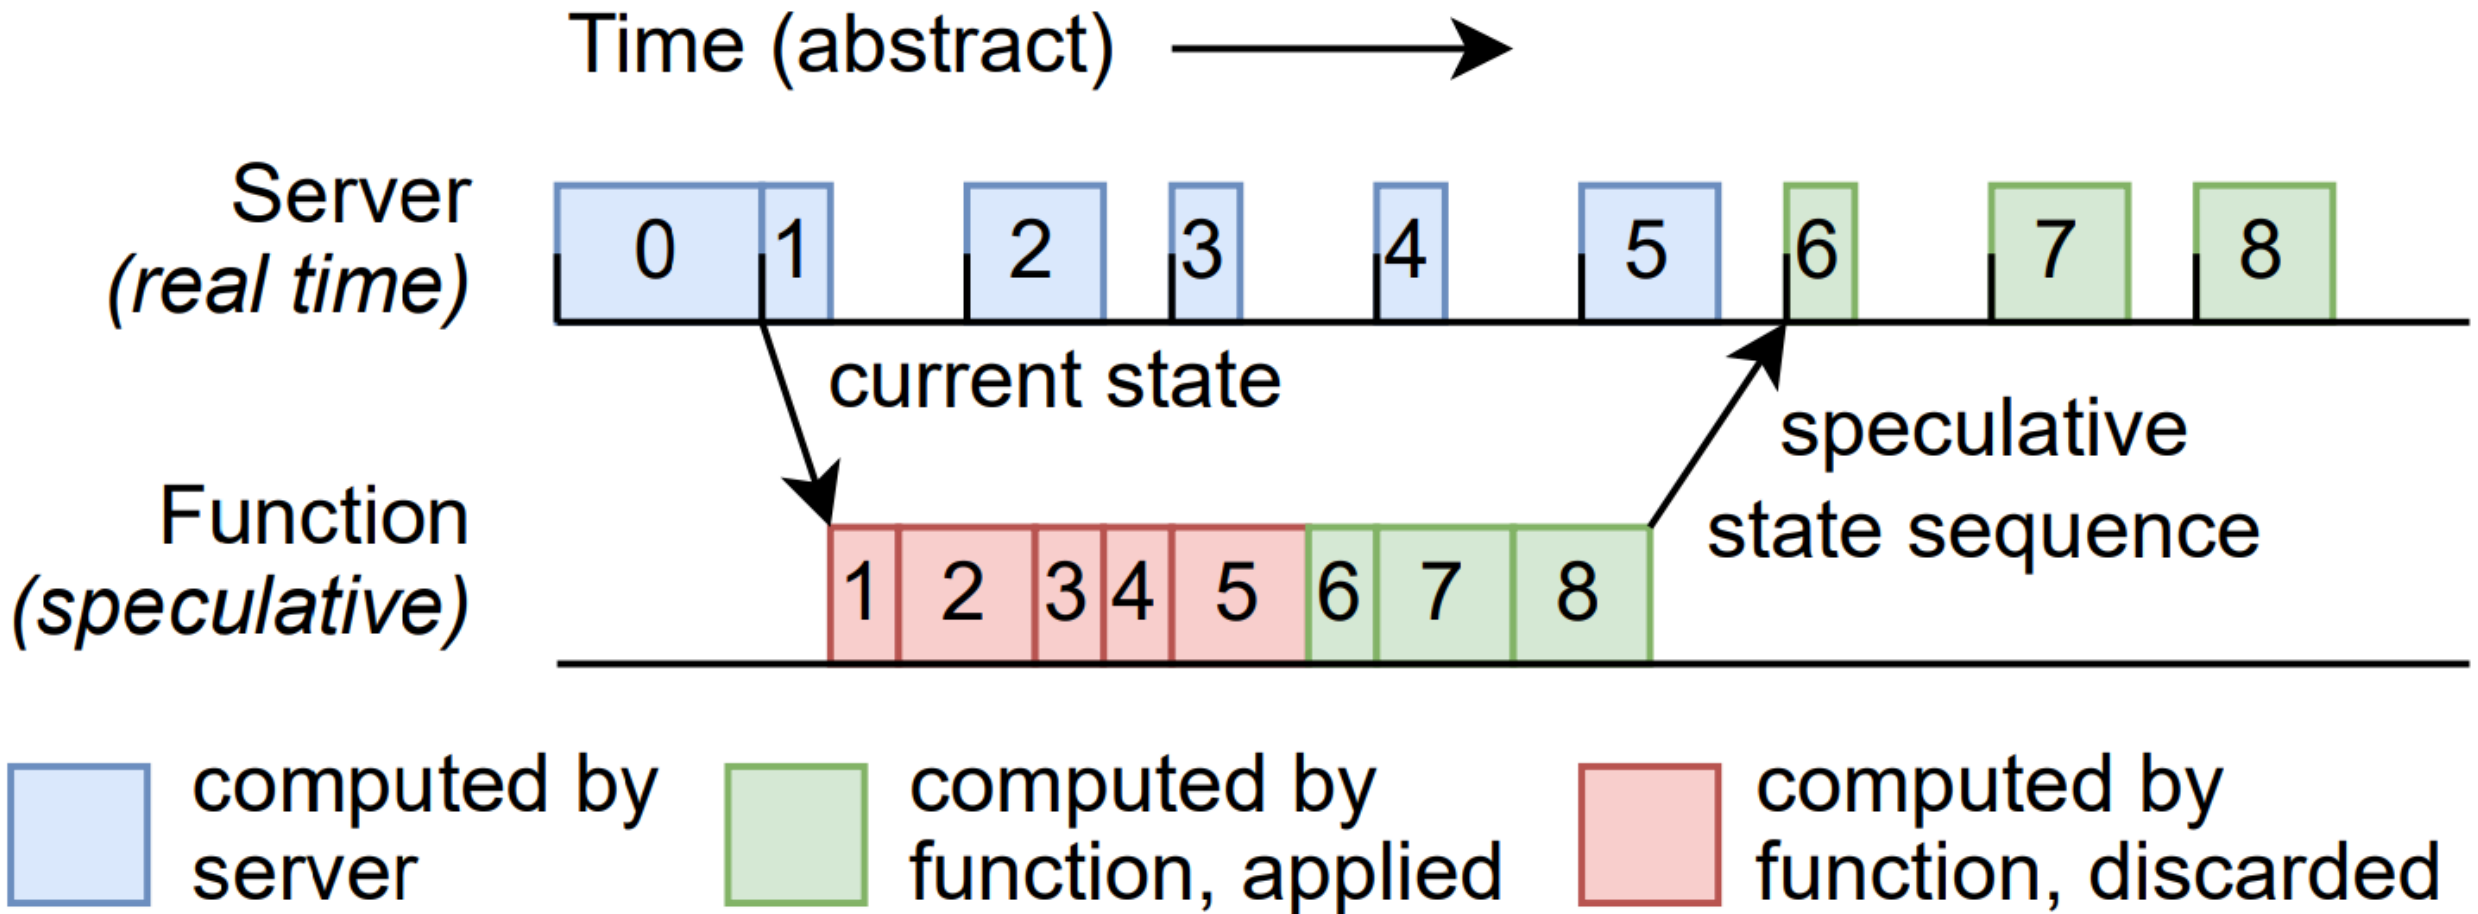 Time (abstract)
Server
(real time)
0 1 2 3 4 5 6 7 8
current state
speculative
state sequence
Function
(speculative)
1 2 3 4 5 6 7 8
computed by
server
computed by
function, applied
computed by
function, discarded